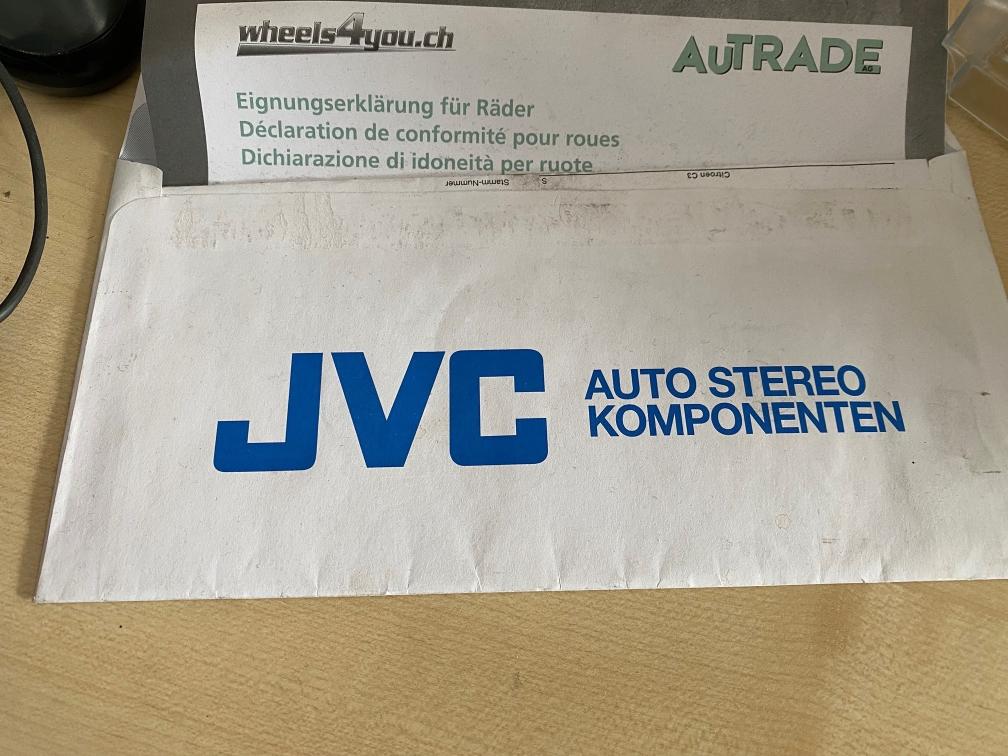 wheels4you.ch
AUTRADE AG
Eignungserklärung für Räder
Déclaration de conformité pour roues
Dichiarazione di idoneità per ruote
Citroen C3
S
Stamm-Nummer
JVC
AUTO STEREO
KOMPONENTEN